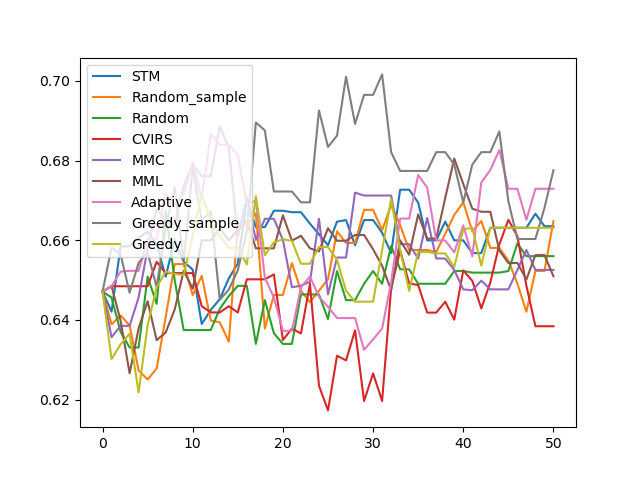 0.70
0.68
0.66
0.64
0.62
STM
Random_sample
Random
CVIRS
MMC
MML
Adaptive
Greedy_sample
Greedy
0
10
20
30
40
50